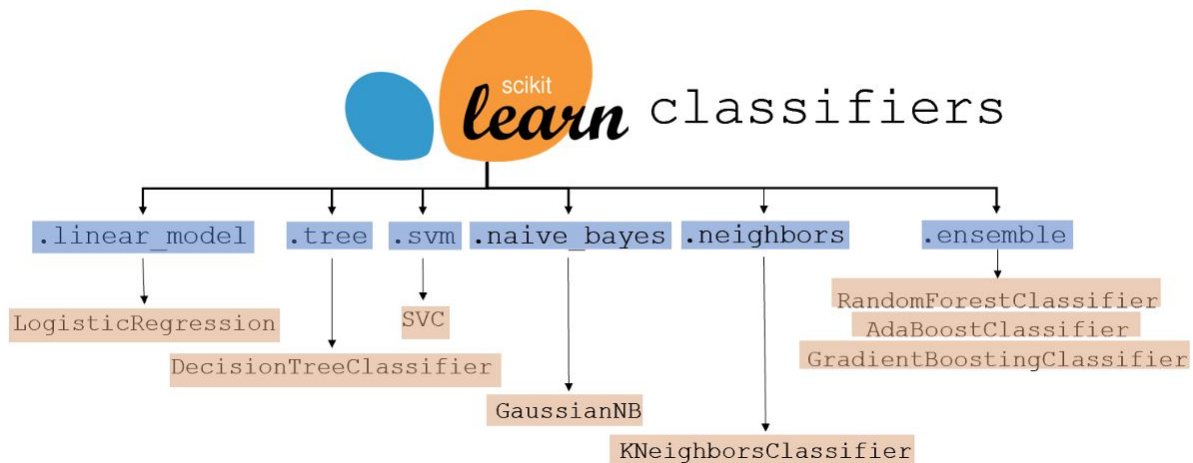 scikit
learn classifiers
.linear_model .tree .svm .naive_bayes .neighbors .ensemble
RandomForestClassifier
LogisticRegression SVC AdaBoostClassifier
GradientBoostingClassifier
DecisionTreeClassifier
GaussianNB
KNeighborsClassifier